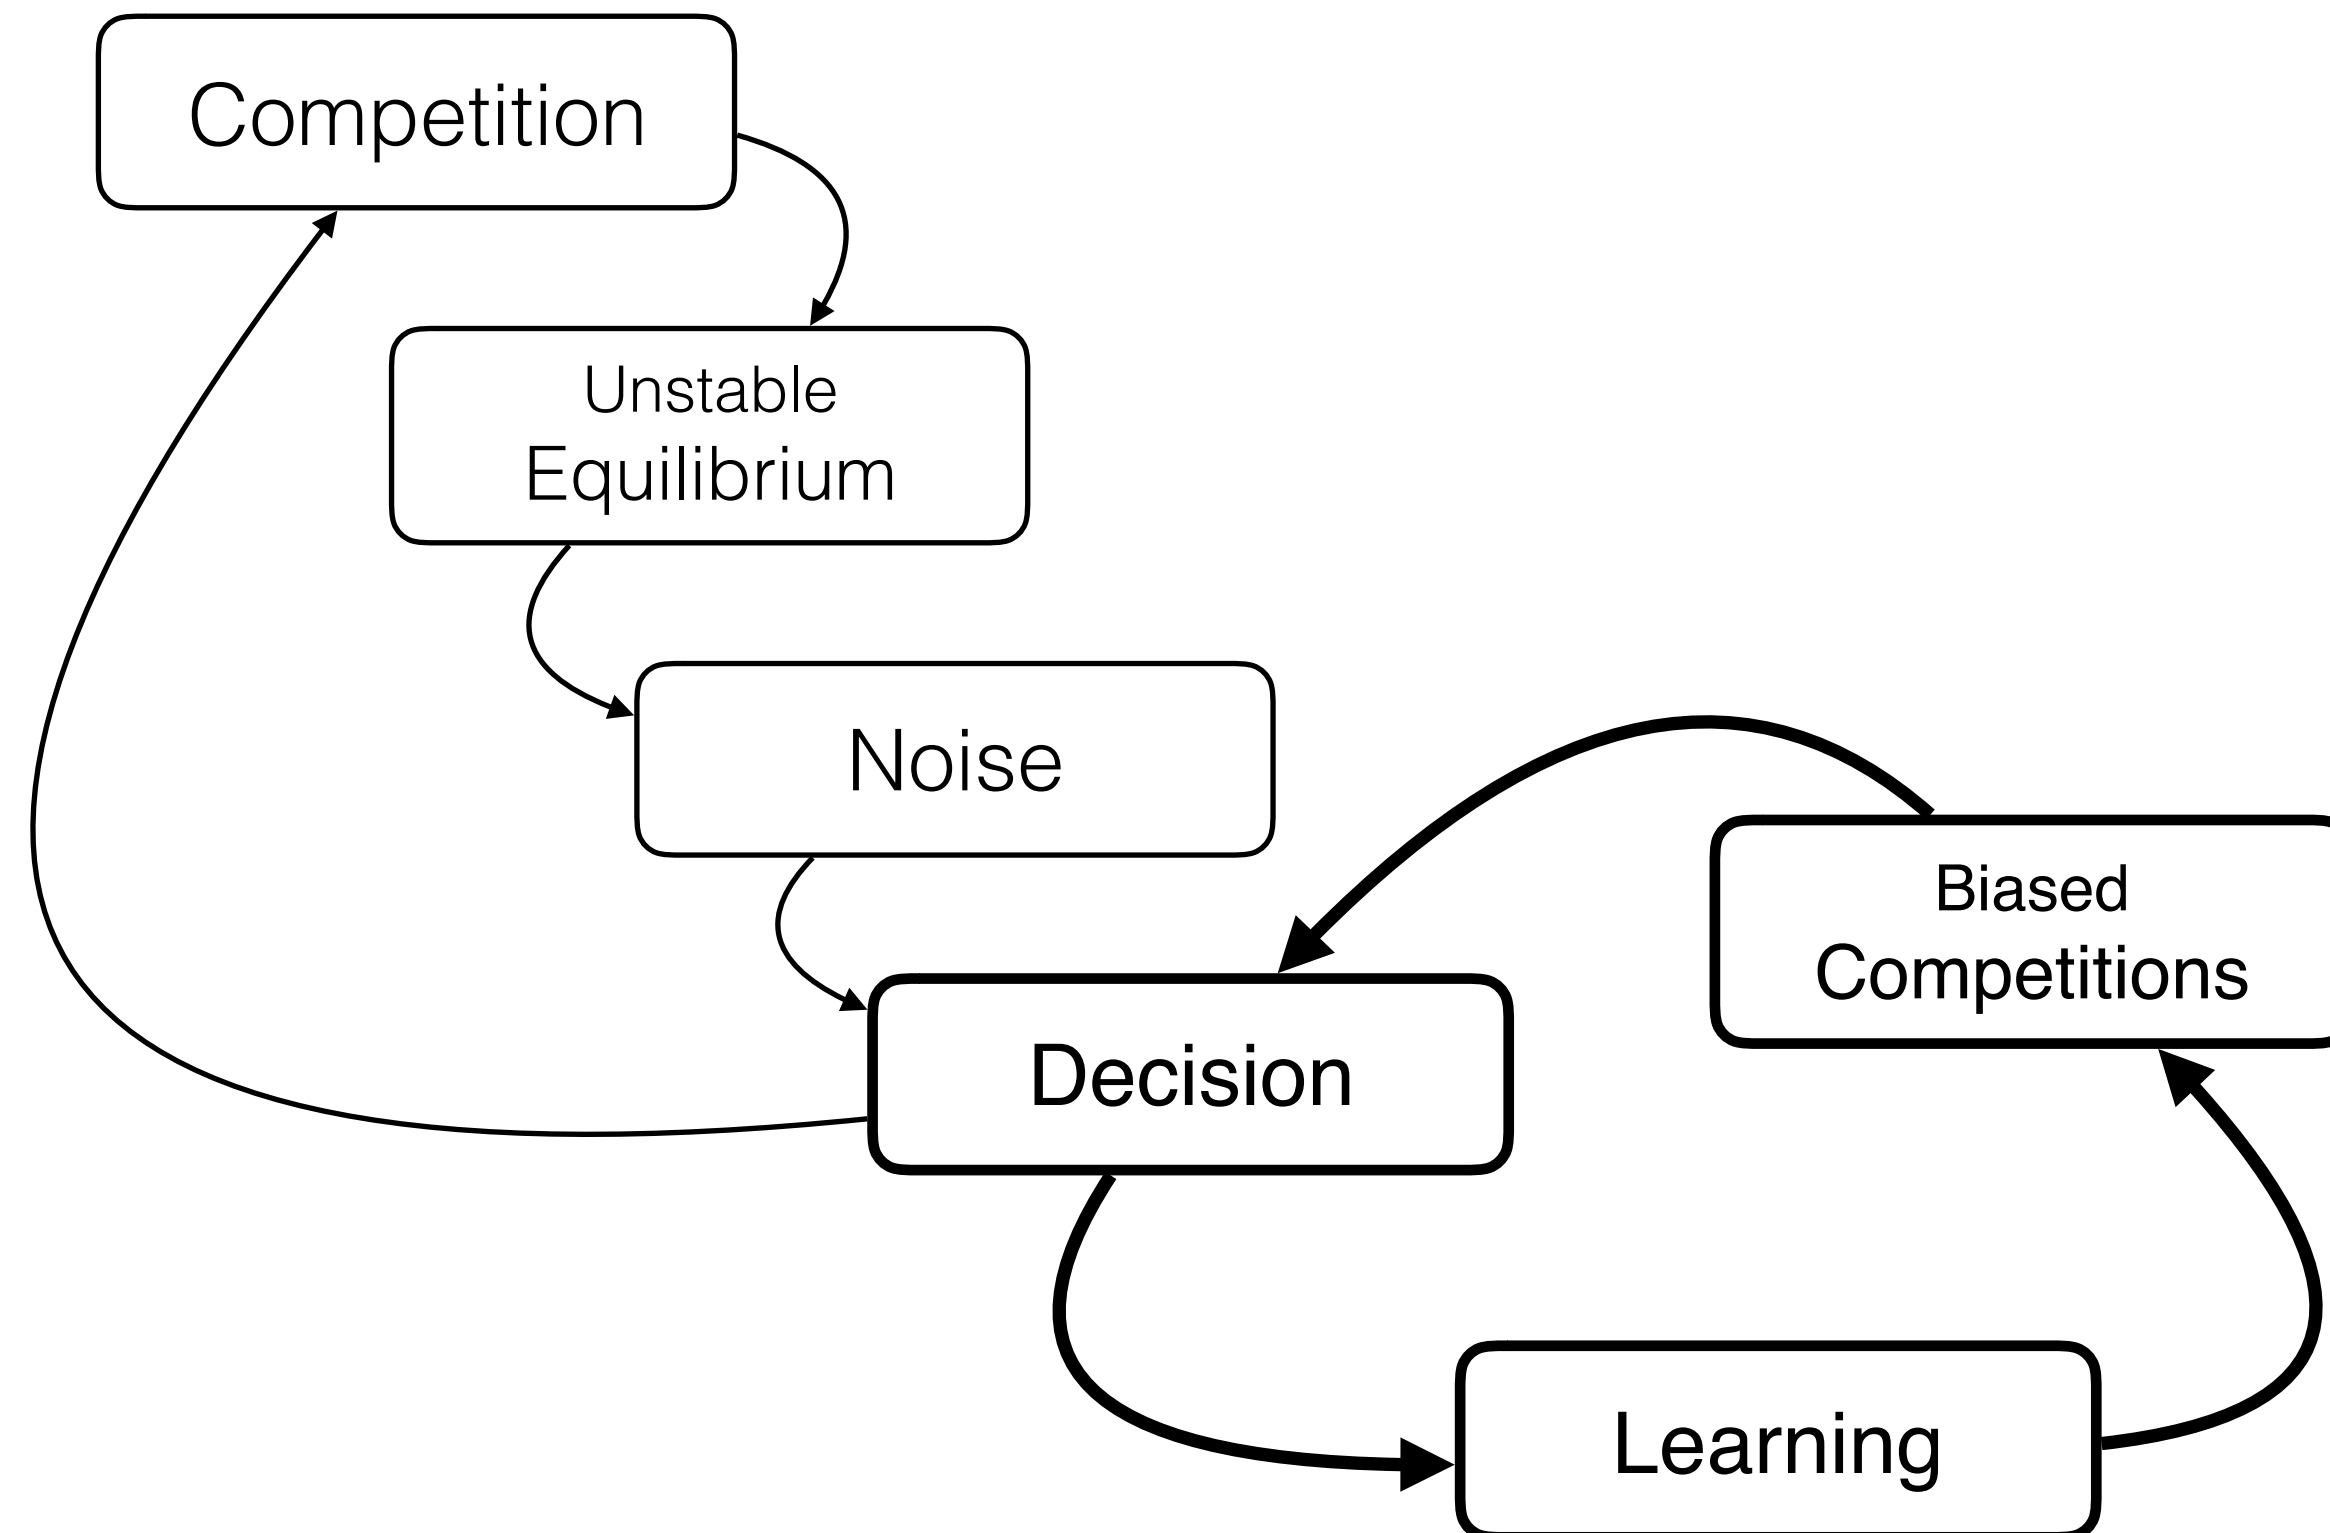 Competition
Unstable
Equilibrium
Noise
Biased
Competitions
Decision
Learning